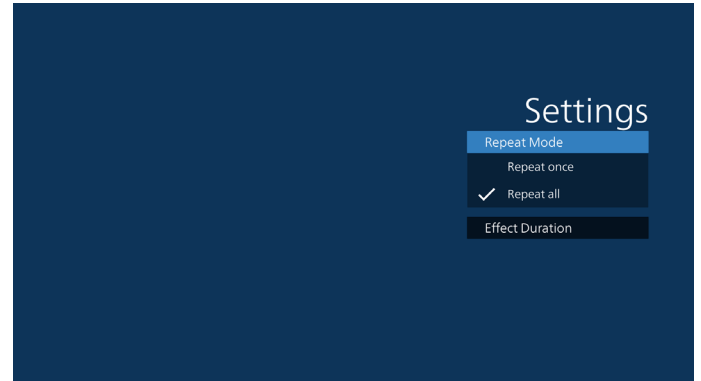 Settings
Repeat Mode
Repeat once
Repeat all
Effect Duration